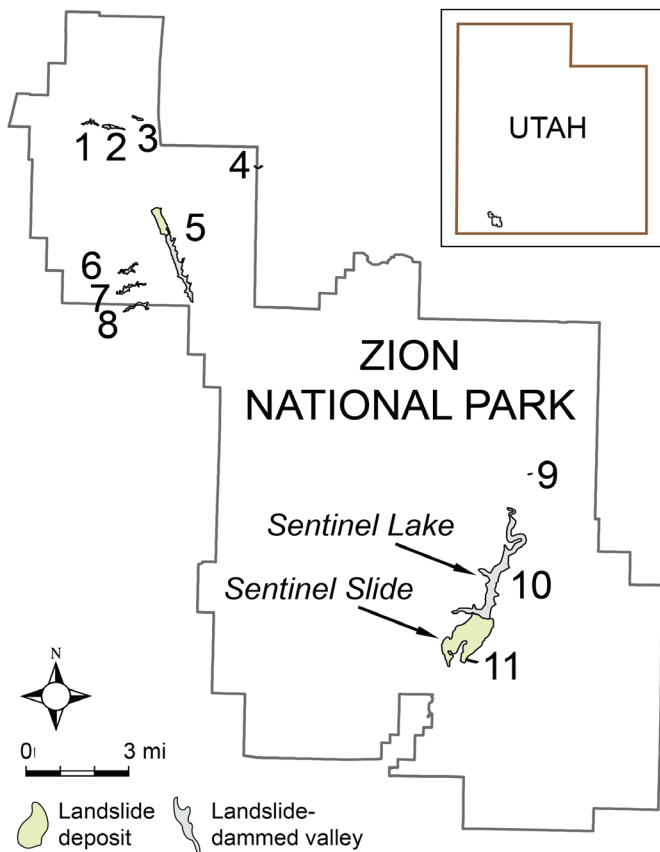 UTAH
1
2
3
4
5
6
7
8
ZION
NATIONAL PARK
9
Sentinel Lake
10
Sentinel Slide
11
N
0
3 mi
Landslide
deposit
Landslide-
dammed valley